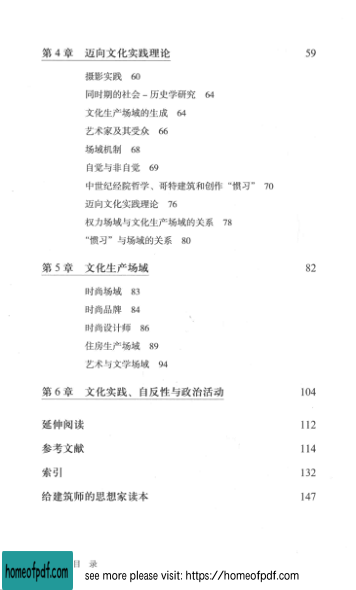 第 4 章 迈向文化实践理论 59
摄影实践 60
同时期的社会 – 历史学研究 64
文化生产场域的生成 64
艺术家及其受众 66
场域机制 68
自觉与非自觉 69
中世纪经院哲学、哥特建筑和创作“惯习” 70
迈向文化实践理论 76
权力场域与文化生产场域的关系 78
“惯习”与场域的关系 80
第 5 章 文化生产场域 82
时尚场域 83
时尚品牌 84
时尚设计师 86
住房生产场域 89
艺术与文学场域 94
第 6 章 文化实践、自反性与政治活动 104
延伸阅读 112
参考文献 114
索引 132
给建筑师的思想家读本 147
目 录
homeofpdf.com see more please visit: https://homeofpdf.com